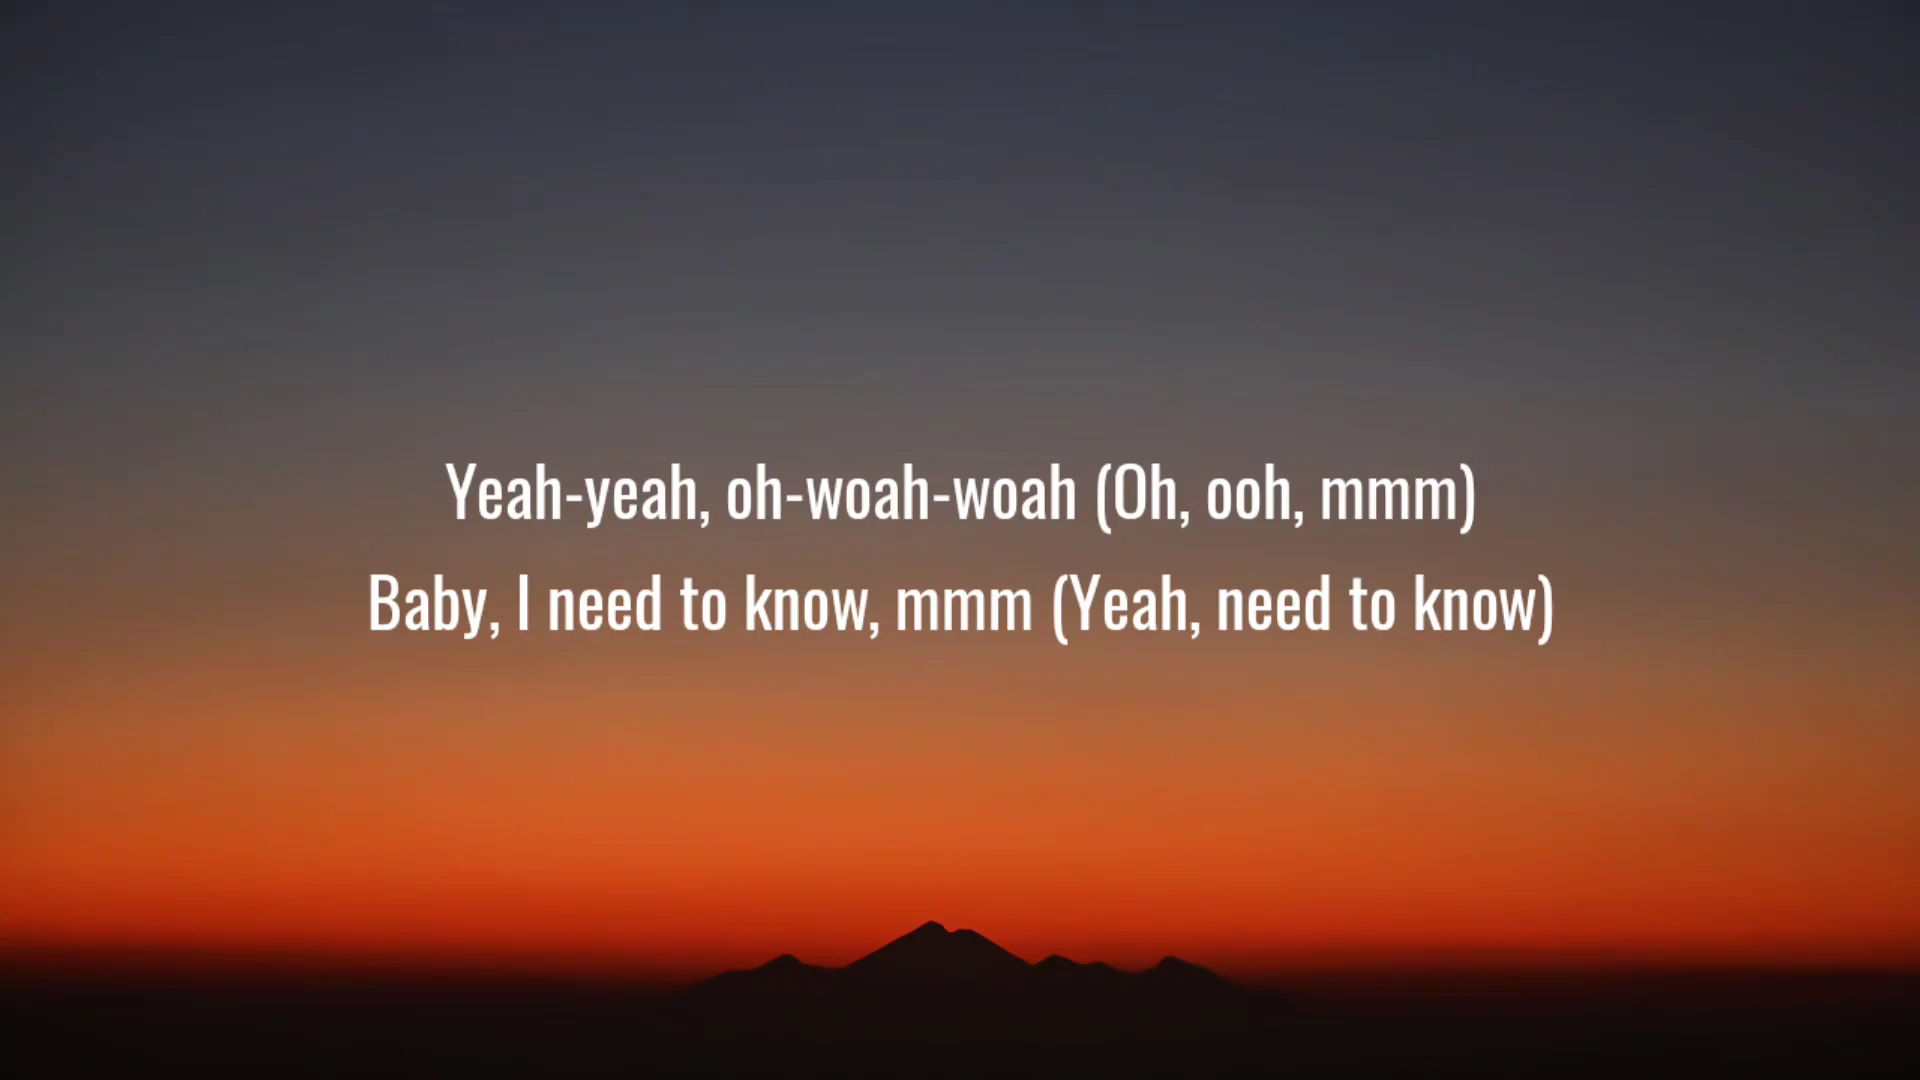 Yeah-yeah, oh-woah-woah (Oh, ooh, mmm)
Baby, I need to know, mmm (Yeah, need to know)